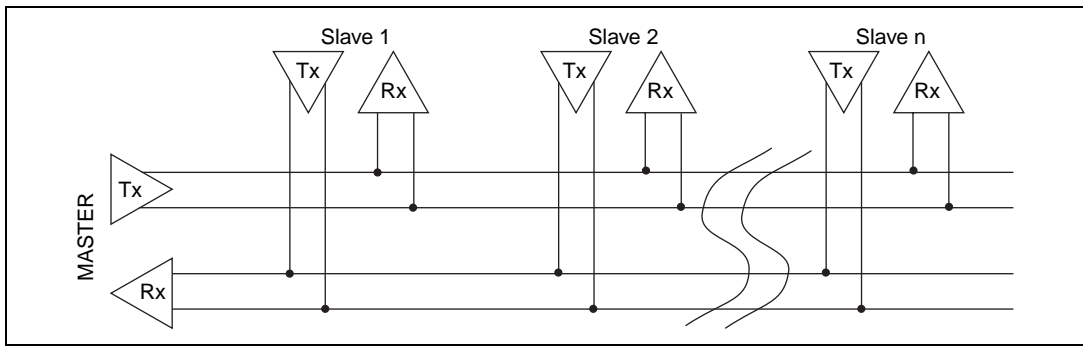 Slave 1
Slave 2
Slave n
Tx
Rx
Tx
Rx
Tx
Rx
MASTER
Tx
Rx